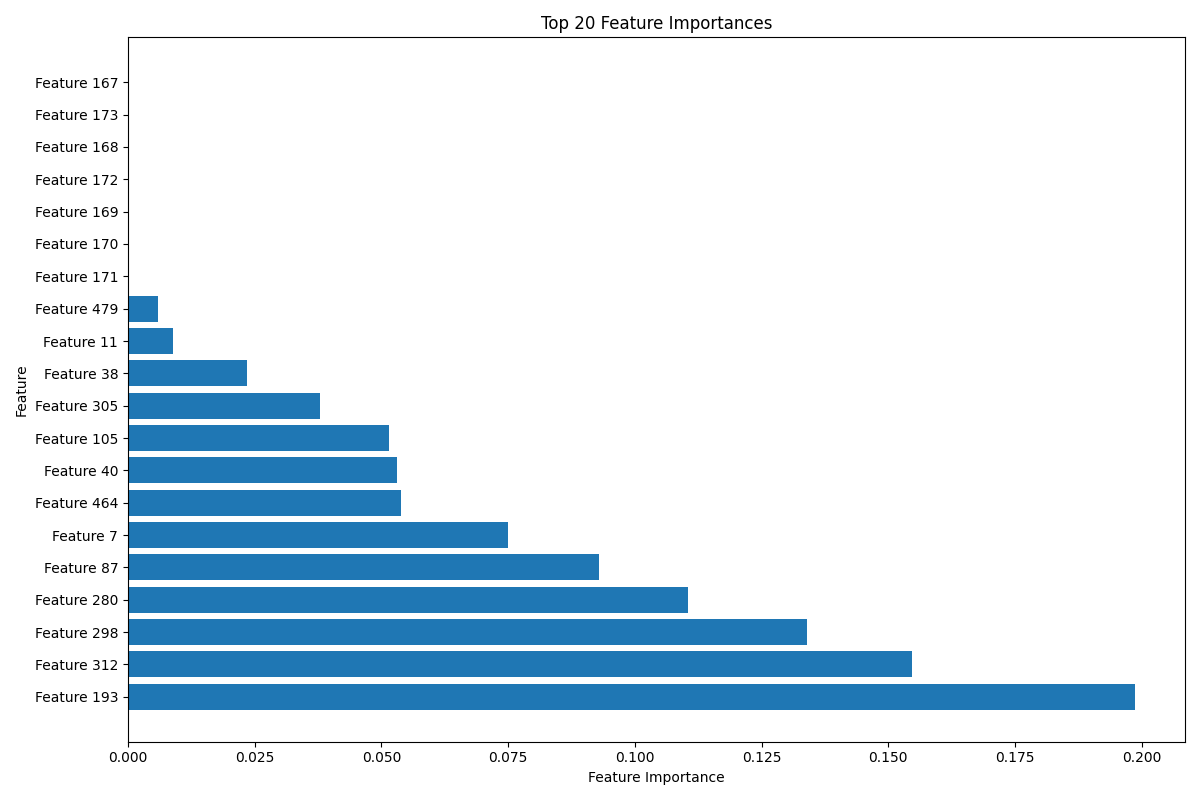 Top 20 Feature Importances
Feature
Feature 167
Feature 173
Feature 168
Feature 172
Feature 169
Feature 170
Feature 171
Feature 479
Feature 11
Feature 38
Feature 305
Feature 105
Feature 40
Feature 464
Feature 7
Feature 87
Feature 280
Feature 298
Feature 312
Feature 193
0.000 0.025 0.050 0.075 0.100 0.125 0.150 0.175 0.200
Feature Importance